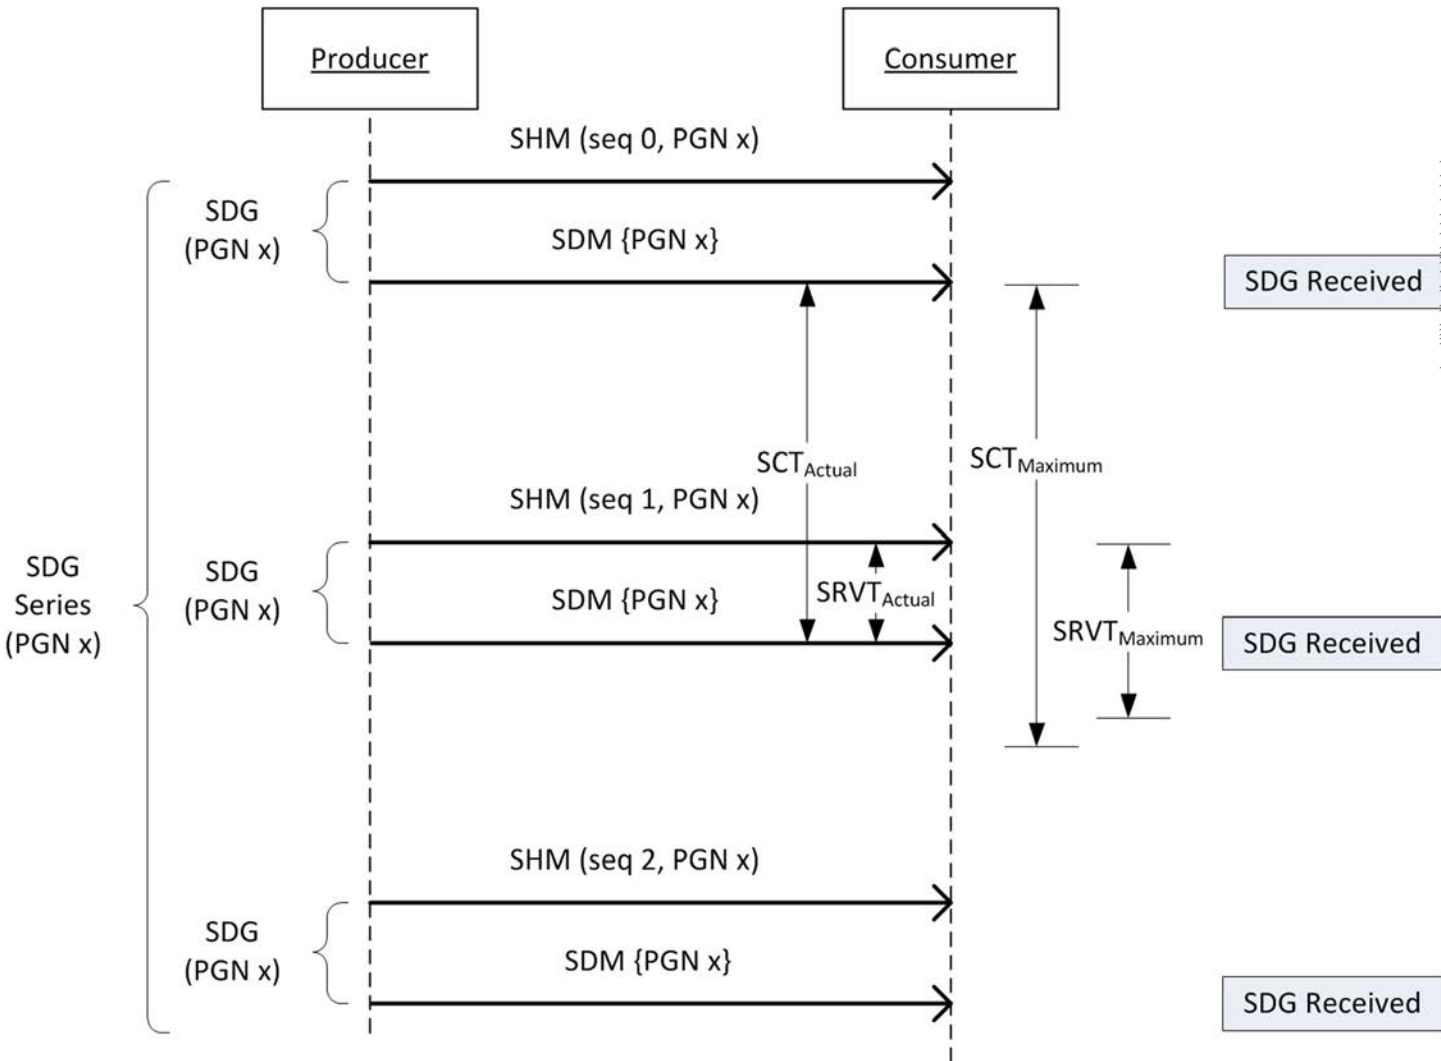 Producer
Consumer
SHM (seq 0, PGN x)
SDG
(PGN x)
SDM {PGN x}
SDG Received
SCTActual
SCTMaximum
SHM (seq 1, PGN x)
SDG
Series
(PGN x)
SDG
(PGN x)
SDM {PGN x}
SRVTActual
SRVTMaximum
SDG Received
SHM (seq 2, PGN x)
SDG
(PGN x)
SDM {PGN x}
SDG Received